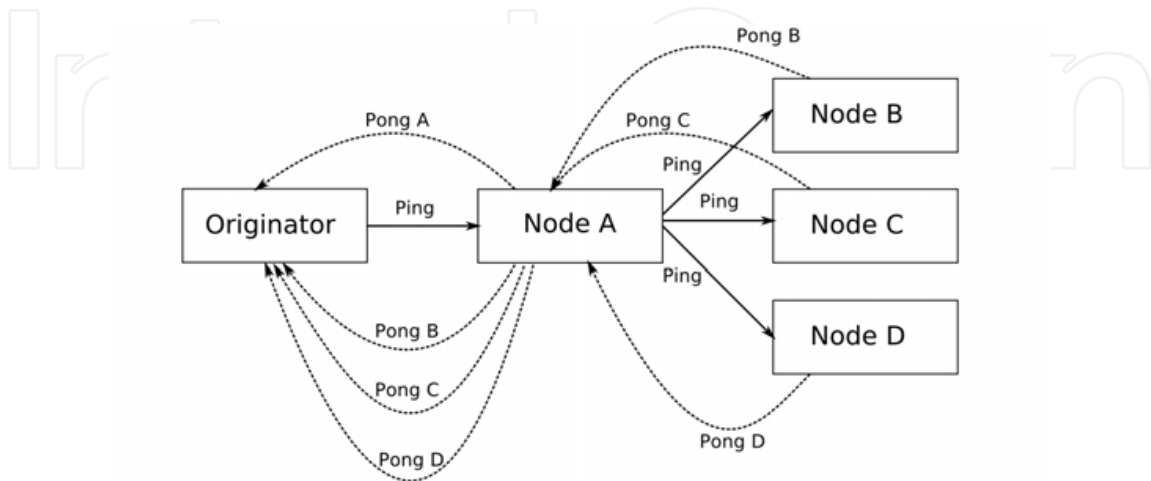 Pong B
Node B
Pong A
Pong C
Ping
Ping
Ping
Originator
Node A
Node C
Ping
Pong B
Node D
Pong C
Pong D
Pong D